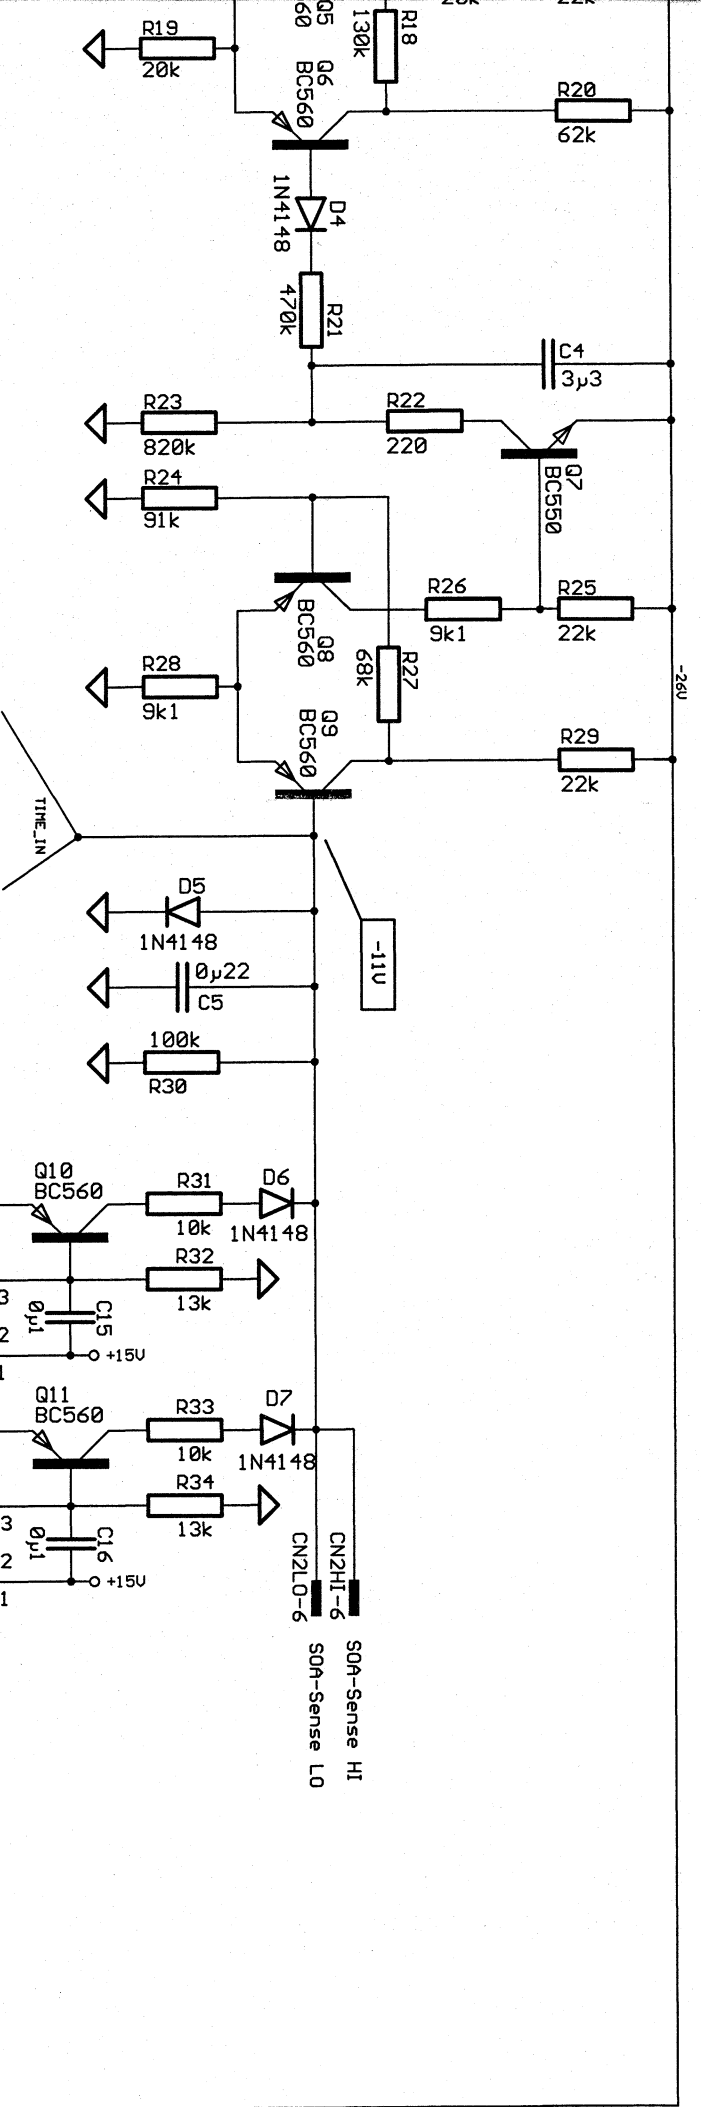 20k
22k
Q5
560
R18
130k
R19
20k
Q6
BC560
R20
62k
D4
1N4148
R21
470k
C4
3µ3
R23
820k
R22
220
Q7
BC550
R24
91k
R26
9k1
R25
22k
Q8
BC560
R27
68k
R28
9k1
-26V
Q9
BC560
R29
22k
TIME_IN
D5
1N4148
-11V
0µ22
C5
100k
R30
Q10
BC560
R31
10k
D6
1N4148
R32
13k
3
2
1
C15
0µ1
+15V
Q11
BC560
R33
10k
D7
1N4148
R34
13k
3
2
1
C16
0µ1
+15V
CN2LO-6
CN2HI-6
SOA-Sense LO
SOA-Sense HI